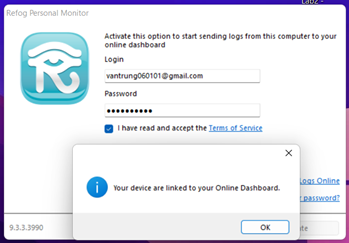 Refog Personal Monitor
Activate this option to start sending logs from this computer to your
online dashboard
Login
vantrung060101@gmail.com
Password
••••••••••
I have read and accept the Terms of Service
Your device are linked to your Online Dashboard.
Logs Online
password?
OK
9.3.3.3990